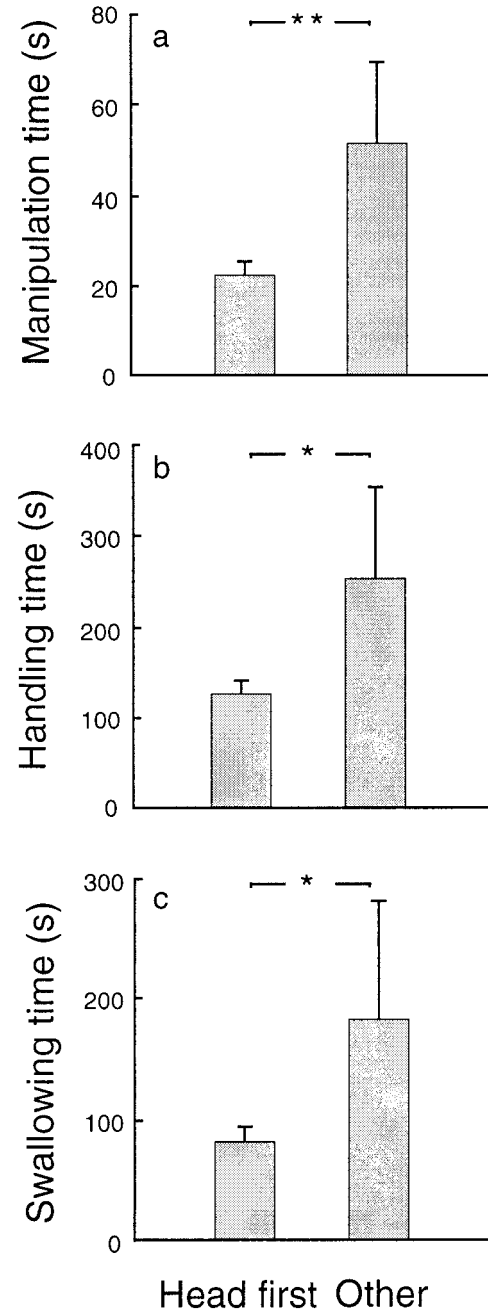 Manipulation time (s)
80
60
40
20
0
a
**
Handling time (s)
400
300
200
100
0
b
*
Swallowing time (s)
300
200
100
0
c
*
Head first Other